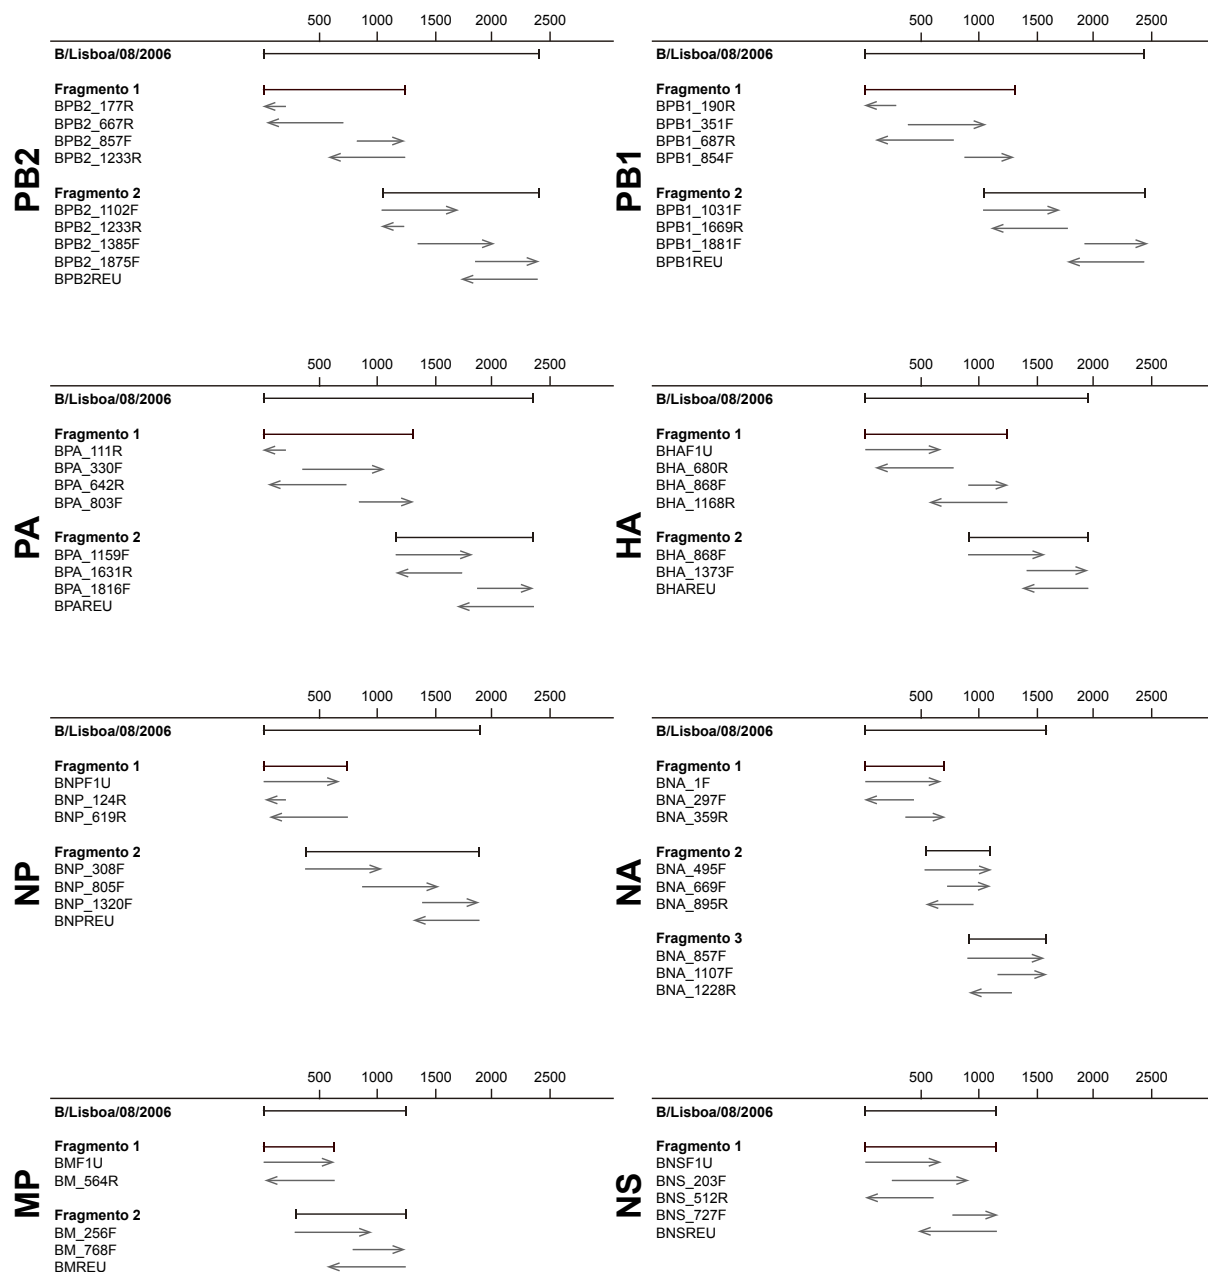 PB2
500 1000 1500 2000 2500
B/Lisboa/08/2006
Fragmento 1
BPB2_177R
BPB2_667R
BPB2_857F
BPB2_1233R
Fragmento 2
BPB2_1102F
BPB2_1233R
BPB2_1385F
BPB2_1875F
BPB2REU
PB1
500 1000 1500 2000 2500
B/Lisboa/08/2006
Fragmento 1
BPB1_190R
BPB1_351F
BPB1_687R
BPB1_854F
Fragmento 2
BPB1_1031F
BPB1_1669R
BPB1_1881F
BPB1REU
PA
500 1000 1500 2000 2500
B/Lisboa/08/2006
Fragmento 1
BPA_111R
BPA_330F
BPA_642R
BPA_803F
Fragmento 2
BPA_1159F
BPA_1631R
BPA_1816F
BPAREU
HA
500 1000 1500 2000 2500
B/Lisboa/08/2006
Fragmento 1
BHAF1U
BHA_680R
BHA_868F
BHA_1168R
Fragmento 2
BHA_868F
BHA_1373F
BHAREU
NP
500 1000 1500 2000 2500
B/Lisboa/08/2006
Fragmento 1
BNPF1U
BNP_124R
BNP_619R
Fragmento 2
BNP_308F
BNP_805F
BNP_1320F
BNPREU
NA
500 1000 1500 2000 2500
B/Lisboa/08/2006
Fragmento 1
BNA_1F
BNA_297F
BNA_359R
Fragmento 2
BNA_495F
BNA_669F
BNA_895R
Fragmento 3
BNA_857F
BNA_1107F
BNA_1228R
MP
500 1000 1500 2000 2500
B/Lisboa/08/2006
Fragmento 1
BMF1U
BM_564R
Fragmento 2
BM_256F
BM_768F
BMREU
NS
500 1000 1500 2000 2500
B/Lisboa/08/2006
Fragmento 1
BNSF1U
BNS_203F
BNS_512R
BNS_727F
BNSREU